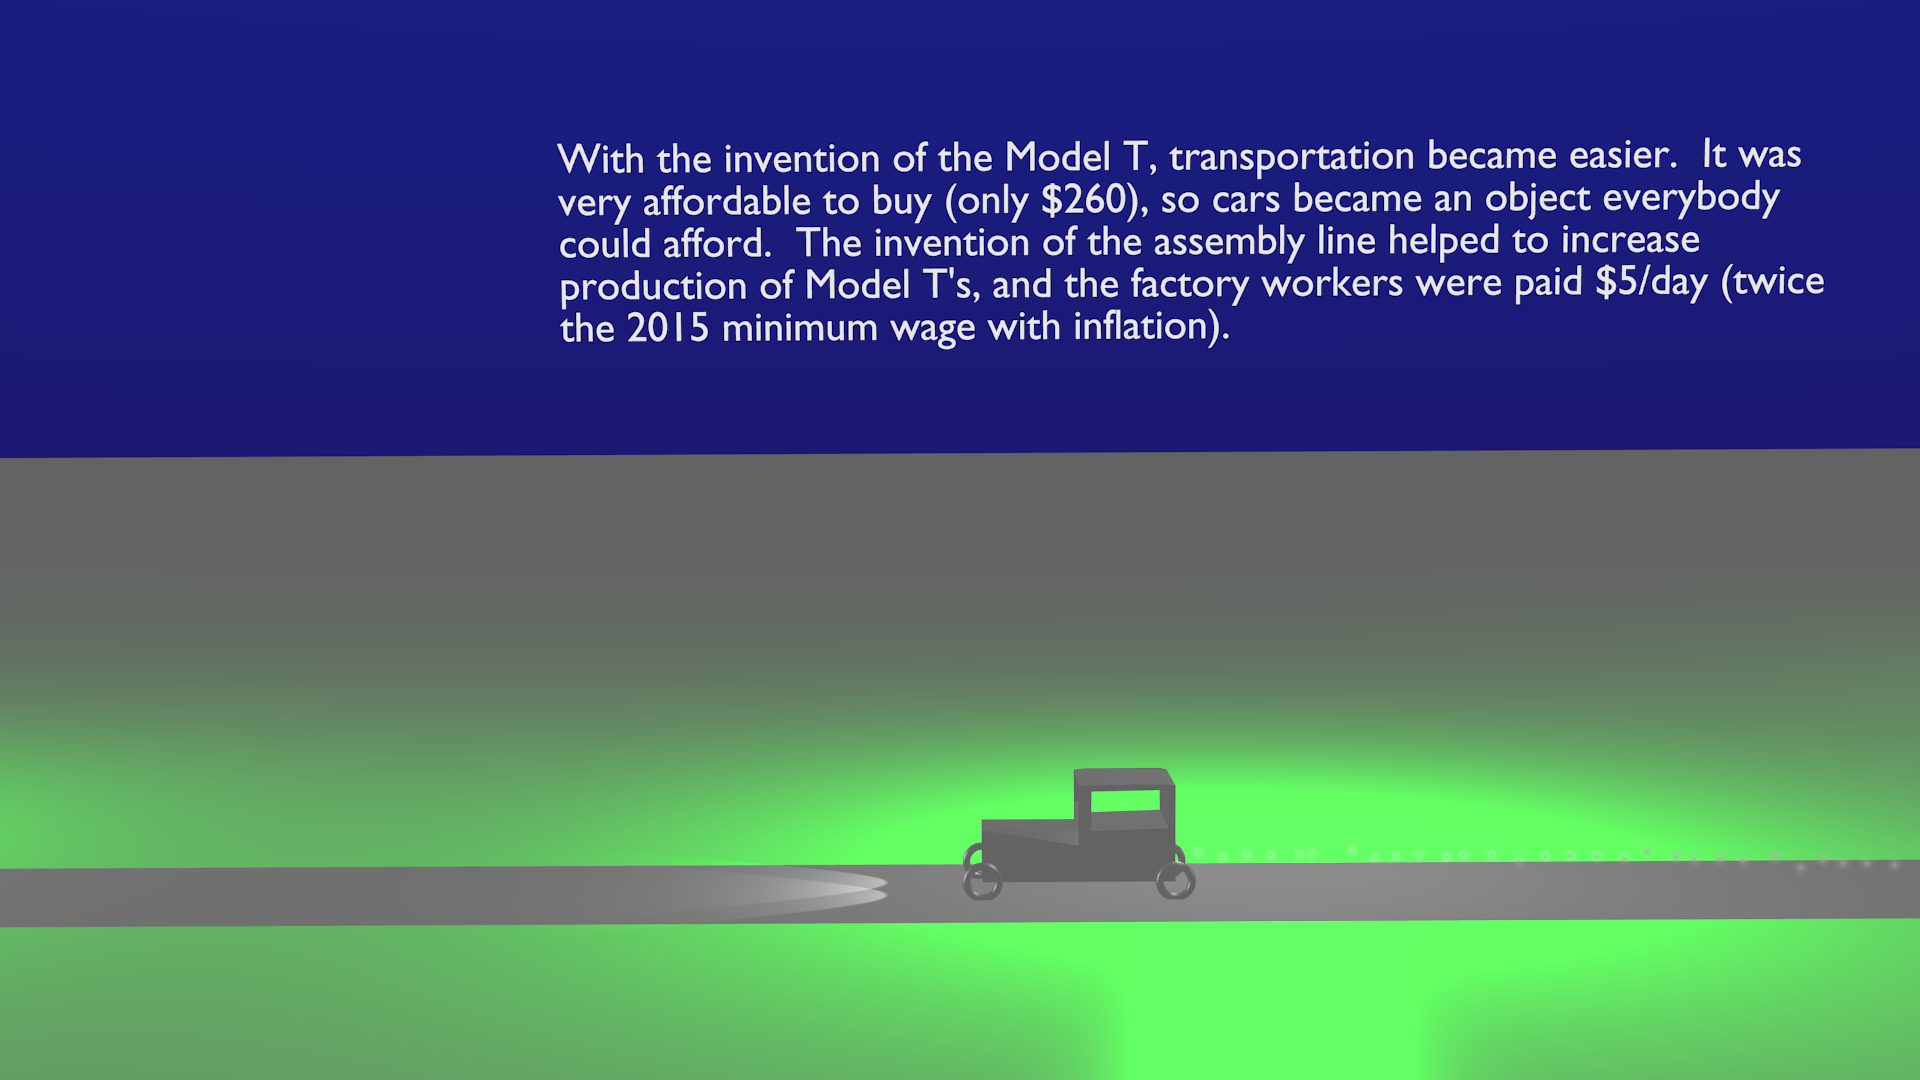 With the invention of the Model T, transportation became easier.  It was
very affordable to buy (only $260), so cars became an object everybody
could afford.  The invention of the assembly line helped to increase
production of Model T's, and the factory workers were paid $5/day (twice
the 2015 minimum wage with inflation).